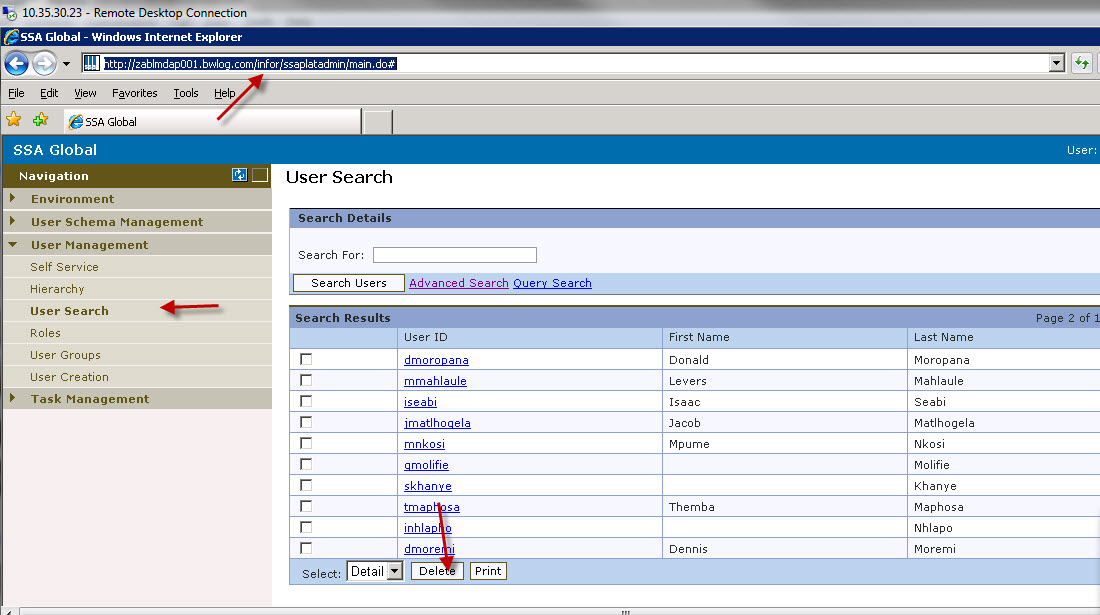 10.35.30.23 - Remote Desktop Connection
SSA Global - Windows Internet Explorer
http://zablmdap001.bwlog.com/infor/ssaplatadmin/main.do#
File Edit View Favorites Tools Help
SSA Global
SSA Global User:
Navigation
Environment
User Schema Management
User Management
Self Service
Hierarchy
User Search
Roles
User Groups
User Creation
Task Management
User Search
Search Details
Search For:
Search Users Advanced Search Query Search
Search Results Page 2 of 1
User ID First Name Last Name
dmoropana Donald Moropana
mmahlaule Levers Mahlaule
iseabi Isaac Seabi
jmatlhogela Jacob Matlhogela
mnkosi Mpume Nkosi
gmolifie Molifie
skhanye Khanye
tmaphosa Themba Maphosa
inhlapho Nhlapo
dmoremi Dennis Moremi
Select: Detail Delete Print